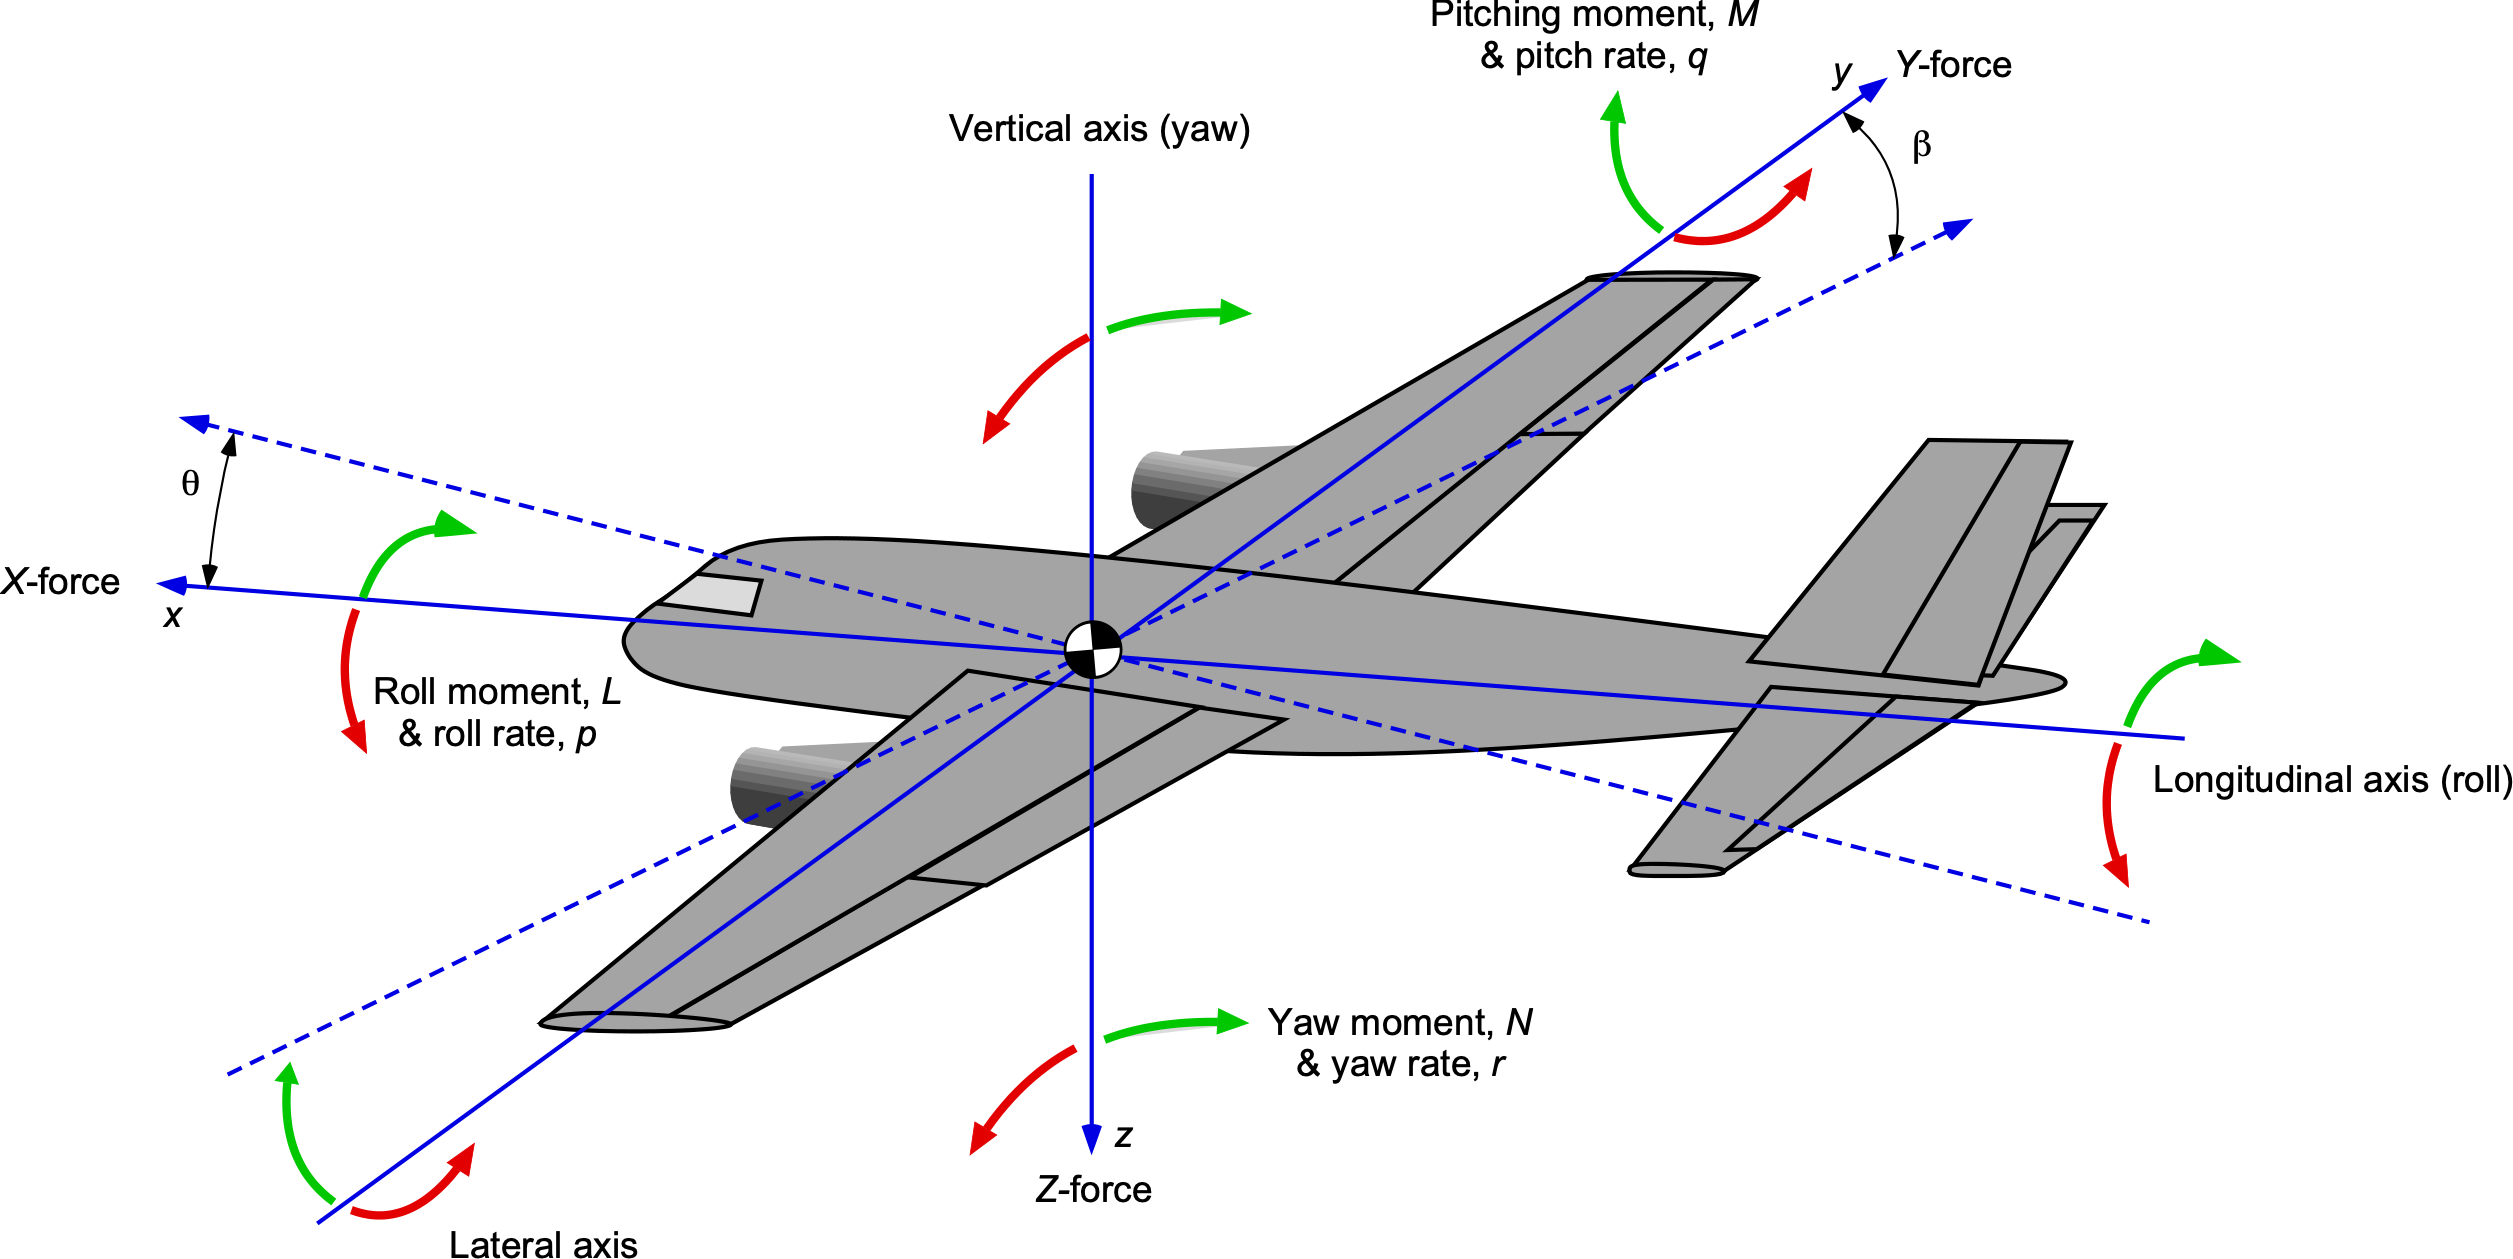 Pitching moment, M
& pitch rate, q
y
Y-force
Vertical axis (yaw)
β
θ
X-force
x
Roll moment, L
& roll rate, p
Longitudinal axis (roll)
Yaw moment, N
& yaw rate, r
z
Z-force
Lateral axis